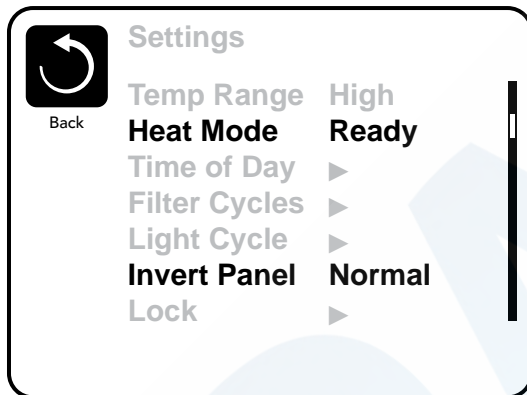 Settings
Back
Temp Range High
Heat Mode Ready
Time of Day ▶
Filter Cycles ▶
Light Cycle ▶
Invert Panel Normal
Lock ▶